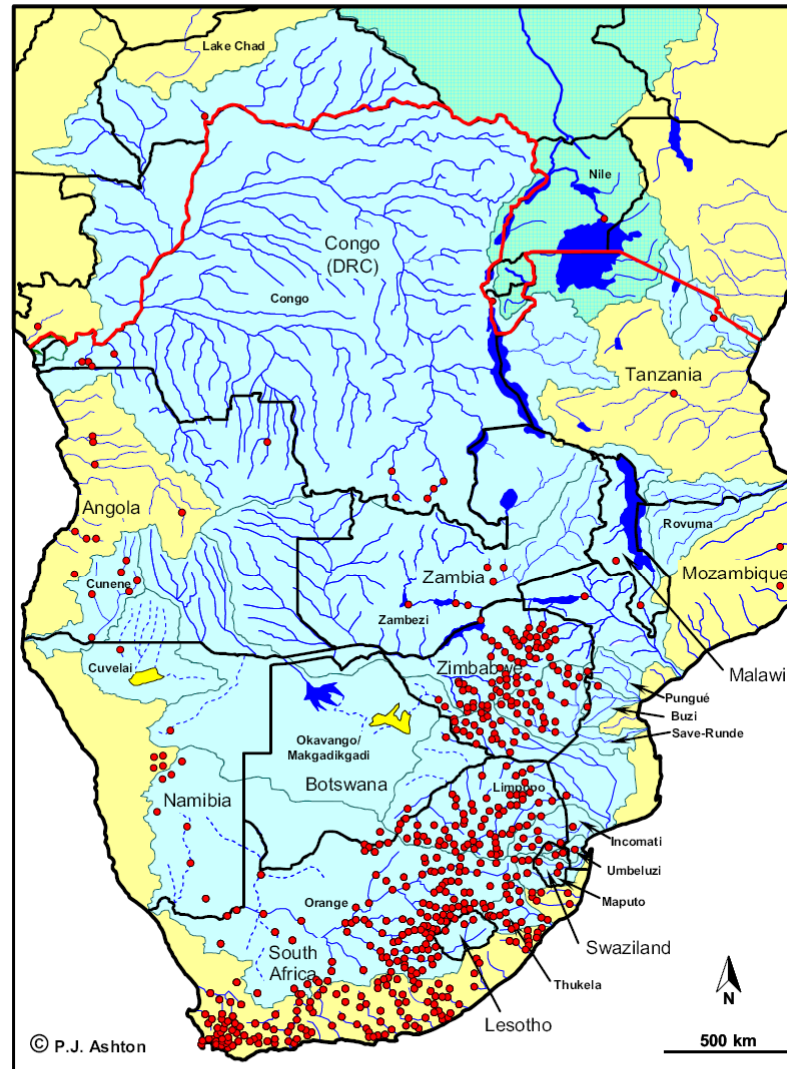 Lake Chad
Nile
Congo
(DRC)
Congo
Tanzania
Angola
Rovuma
Zambia
Mozambique
Cunene
Zambezi
Cuvelai
Zimbabwe
Malawi
Pungué
Buzi
Save-Runde
Okavango/
Makgadikgadi
Botswana
Limpopo
Namibia
Incomati
Umbeluzi
Orange
Maputo
Swaziland
South
Africa
Thukela
Lesotho
N
500 km
© P.J. Ashton